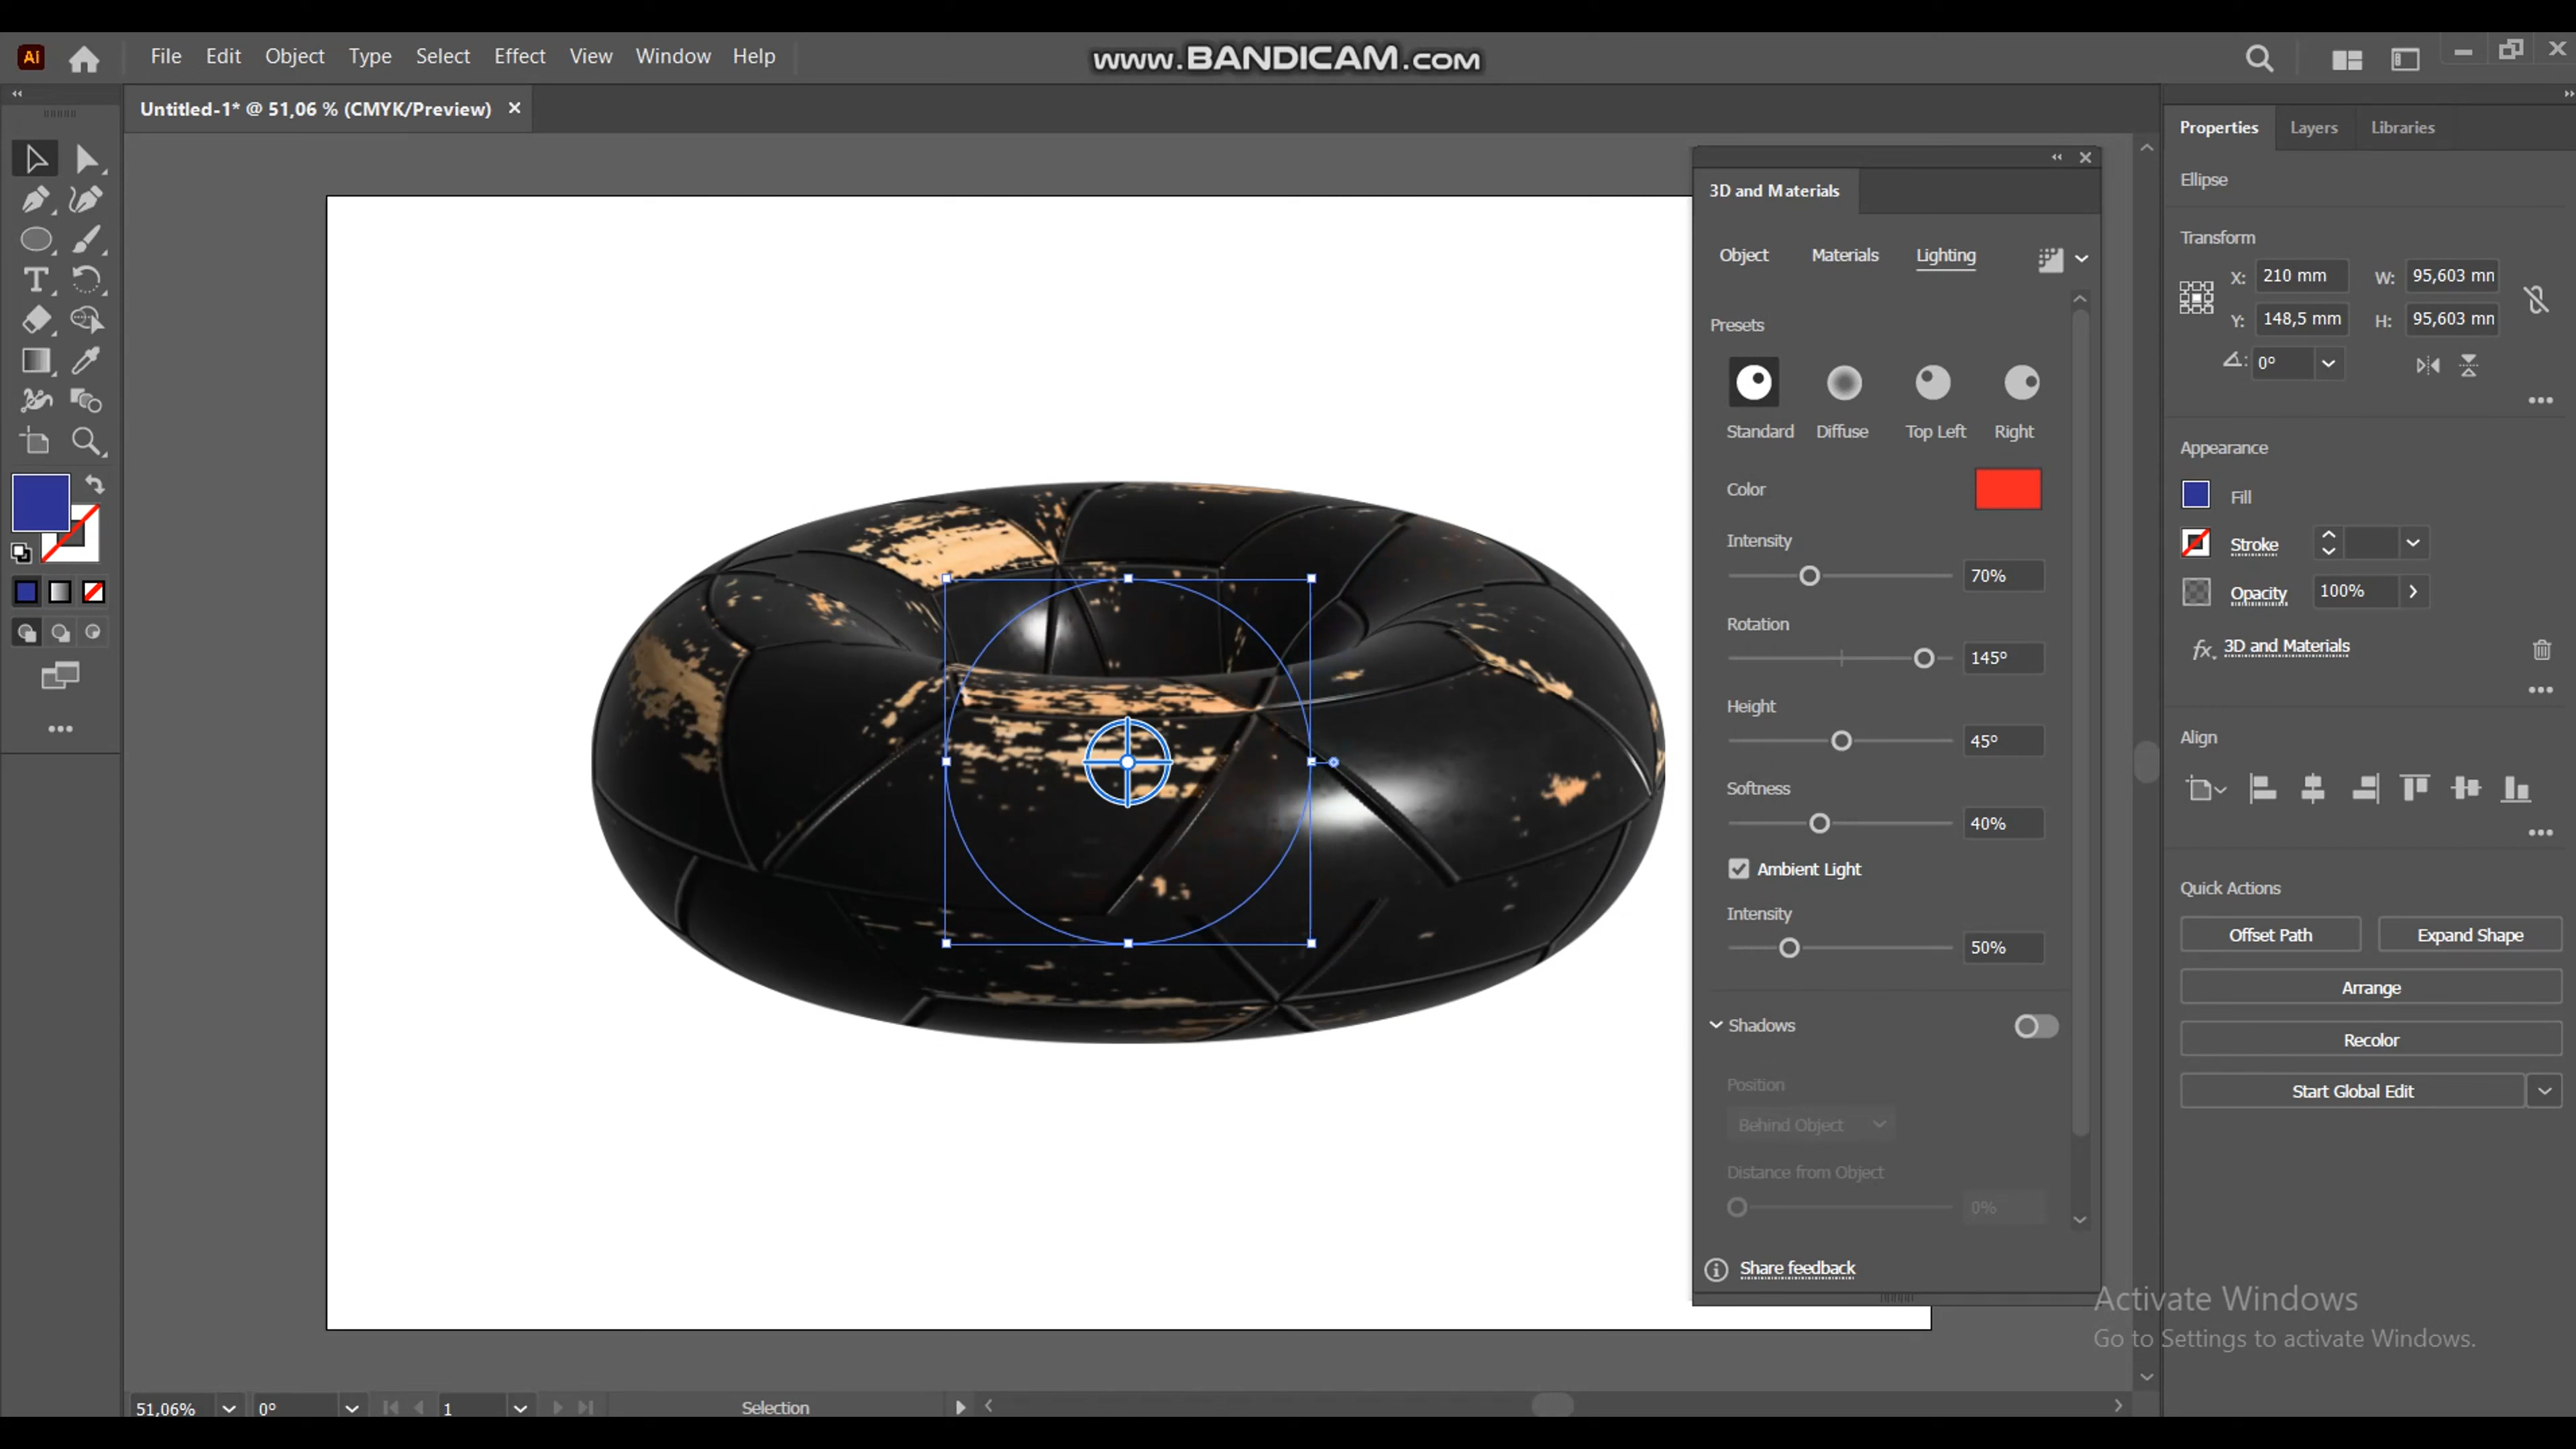 www.BANDICAM.com
Ai File Edit Object Type Select Effect View Window Help
Untitled-1* @ 51,06 % (CMYK/Preview)
Properties Layers Libraries
Ellipse
Transform
X: 210 mm W: 95,603 mm
Y: 148,5 mm H: 95,603 mm
0°
Appearance
Fill
Stroke
Opacity 100%
fx. 3D and Materials
Align
Quick Actions
Offset Path Expand Shape
Arrange
Recolor
Start Global Edit
3D and Materials
Object Materials Lighting
Presets
Standard Diffuse Top Left Right
Color
Intensity
70%
Rotation
145°
Height
45°
Softness
40%
Ambient Light
Intensity
50%
Shadows
Position
Behind Object
Distance from Object
0%
Share feedback
Activate Windows
Go to Settings to activate Windows.
51,06% 0° 1 Selection